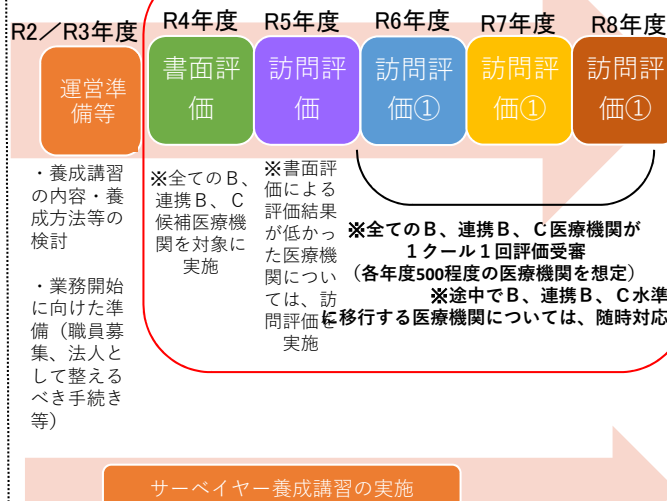 R2／R3年度
R4年度
R5年度
R6年度
R7年度
R8年度
運営準
備等
書面評
価
訪問評
価
訪問評
価①
訪問評
価①
訪問評
価①
・養成講習
の内容・養
成方法等の
検討
・業務開始
に向けた準
備（職員募
集、法人と
して整える
べき手続き
等）
※全てのＢ、
連携Ｂ、Ｃ
候補医療機
関を対象に
実施
※書面評
価による
評価結果
が低かっ
た医療機
関につい
ては、訪
問評価を
実施
※全てのＢ、連携Ｂ、Ｃ医療機関が
１クール１回評価受審
（各年度500程度の医療機関を想定）
※途中でＢ、連携Ｂ、Ｃ水準
に移行する医療機関については、随時対応
サーベイヤー養成講習の実施